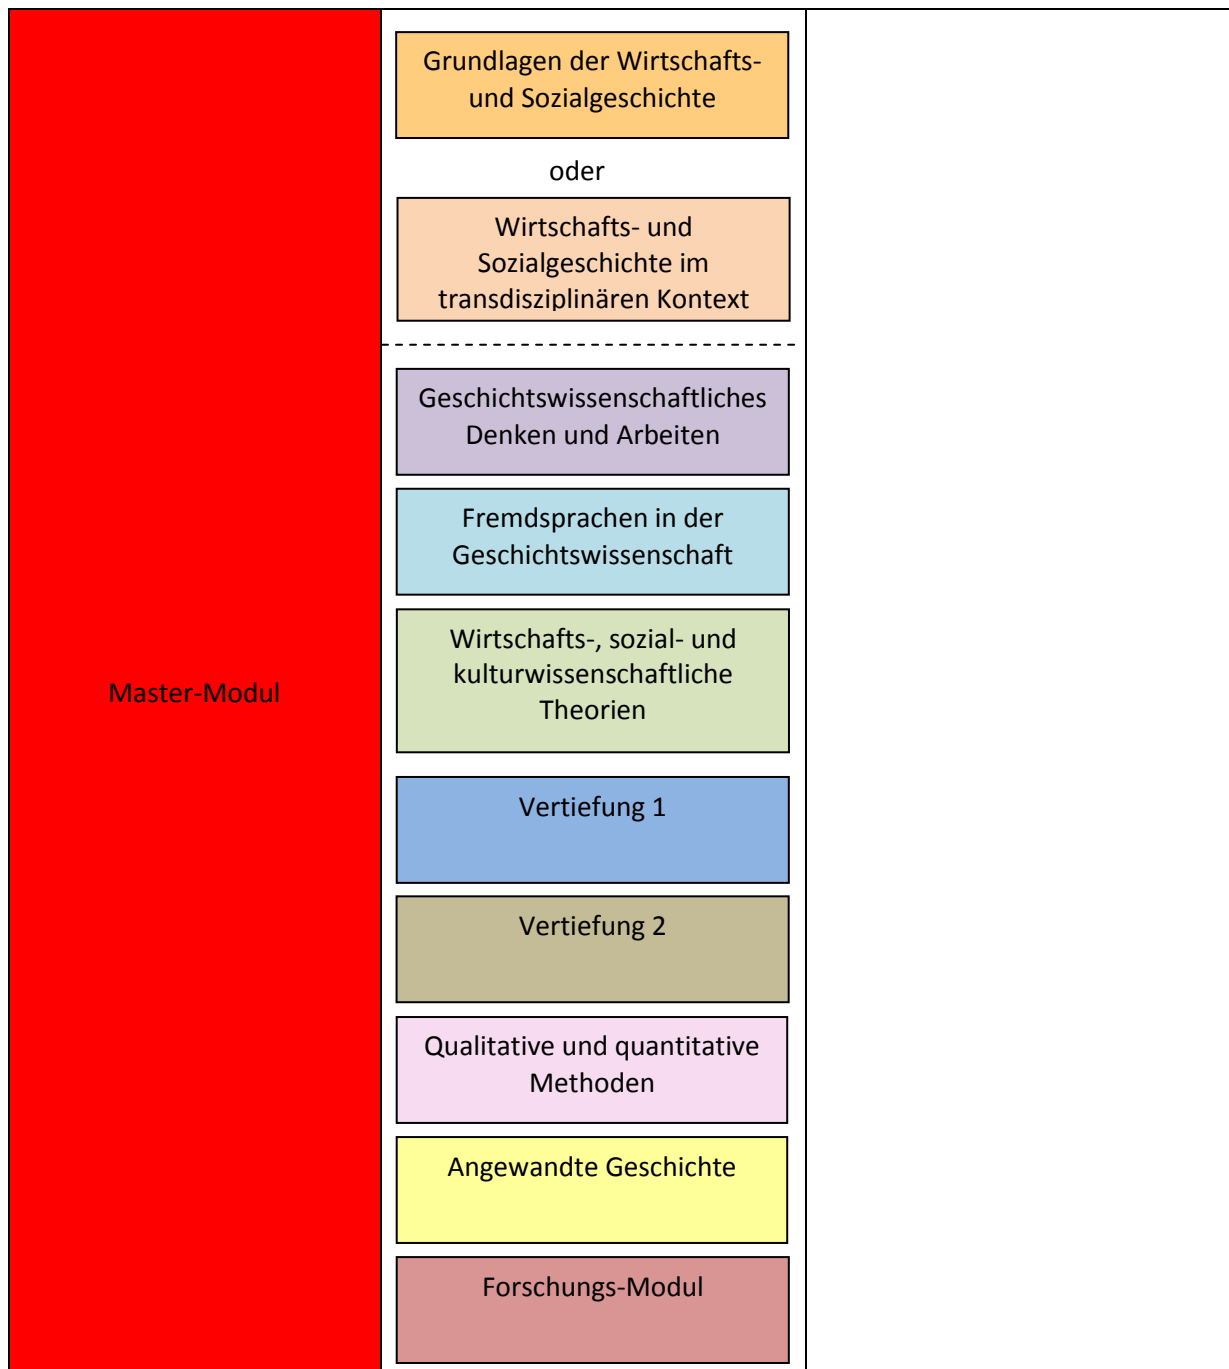 Grundlagen der Wirtschafts-
und Sozialgeschichte
oder
Wirtschafts- und
Sozialgeschichte im
transdisziplinären Kontext
Geschichtswissenschaftliches
Denken und Arbeiten
Fremdsprachen in der
Geschichtswissenschaft
Wirtschafts-, sozial- und
kulturwissenschaftliche
Theorien
Master-Modul
Vertiefung 1
Vertiefung 2
Qualitative und quantitative
Methoden
Angewandte Geschichte
Forschungs-Modul